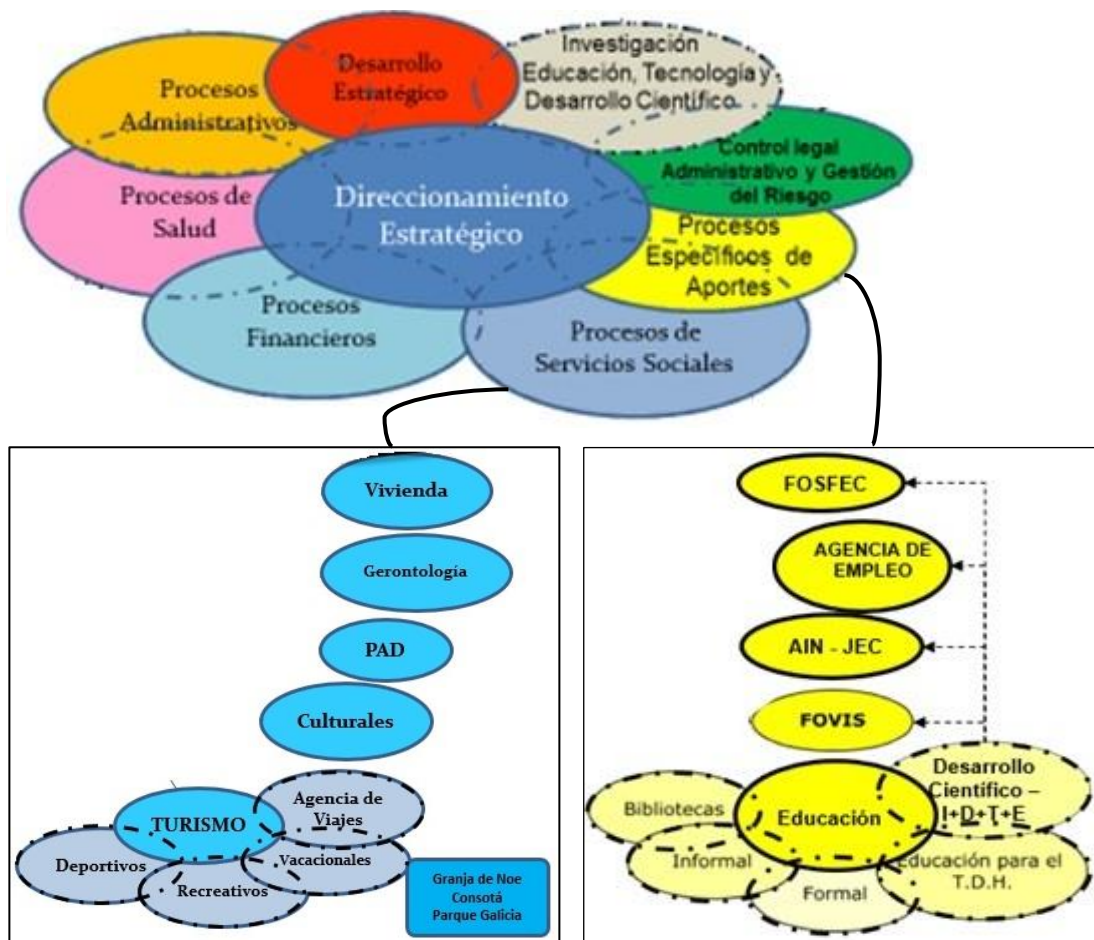 Desarrollo
Estratégico
Investigación
Educación, Tecnología y
Desarrollo Científico
Procesos
Administrativos
Control legal
Administrativo y Gestión
del Riesgo
Procesos de
Salud
Direccionamiento
Estratégico
Procesos
Específicos de
Aportes
Procesos
Financieros
Procesos de
Servicios Sociales
Vivienda
Gerontología
PAD
Culturales
TURISMO
Agencia de
Viajes
Deportivos
Vacacionales
Recreativos
Granja de Noe
Consotá
Parque Galicia
FOSFEC
AGENCIA DE
EMPLEO
AIN - JEC
FOVIS
Desarrollo
Científico –
I+D+T+E
Bibliotecas
Educación
Informal
Educación para el
T.D.H.
Formal